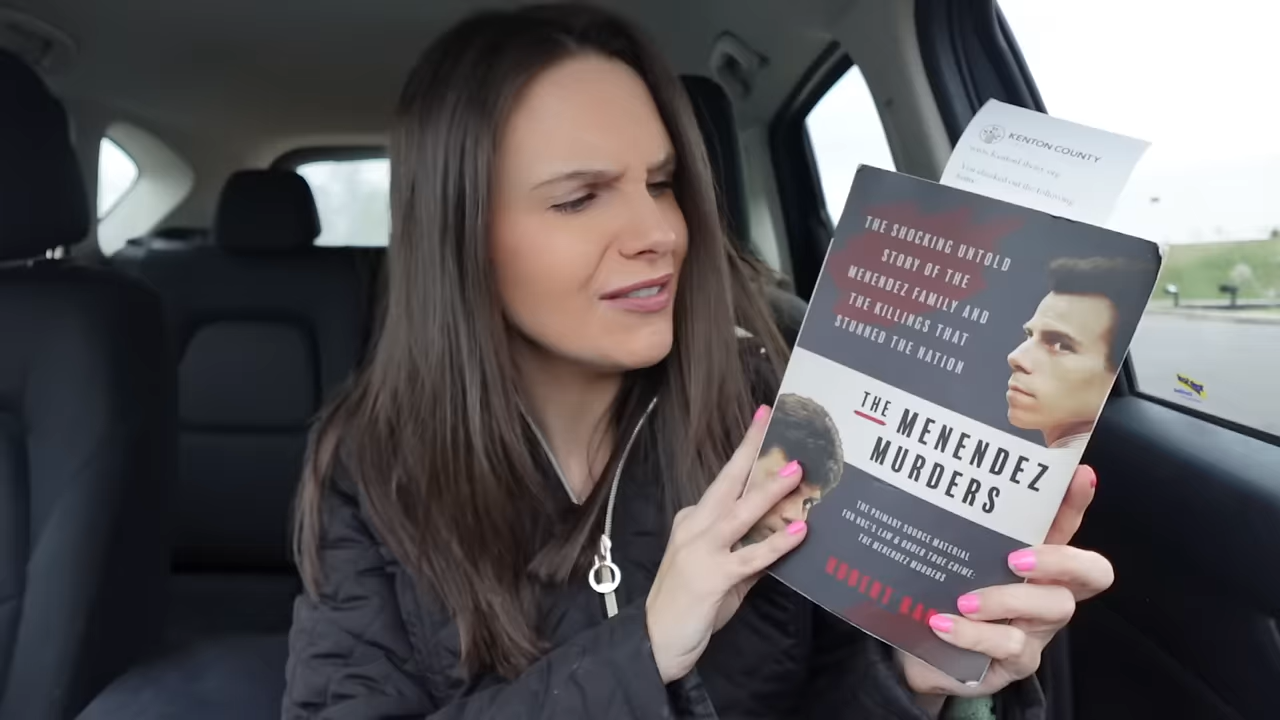 KENTON COUNTY
You checked out the following
items:
THE SHOCKING UNTOLD
STORY OF THE
MENENDEZ FAMILY AND
THE KILLINGS THAT
STUNNED THE NATION
THE MENENDEZ
MURDERS
THE PRIMARY SOURCE MATERIAL
FOR NBC'S LAW & ORDER TRUE CRIME:
THE MENENDEZ MURDERS
ROBERT